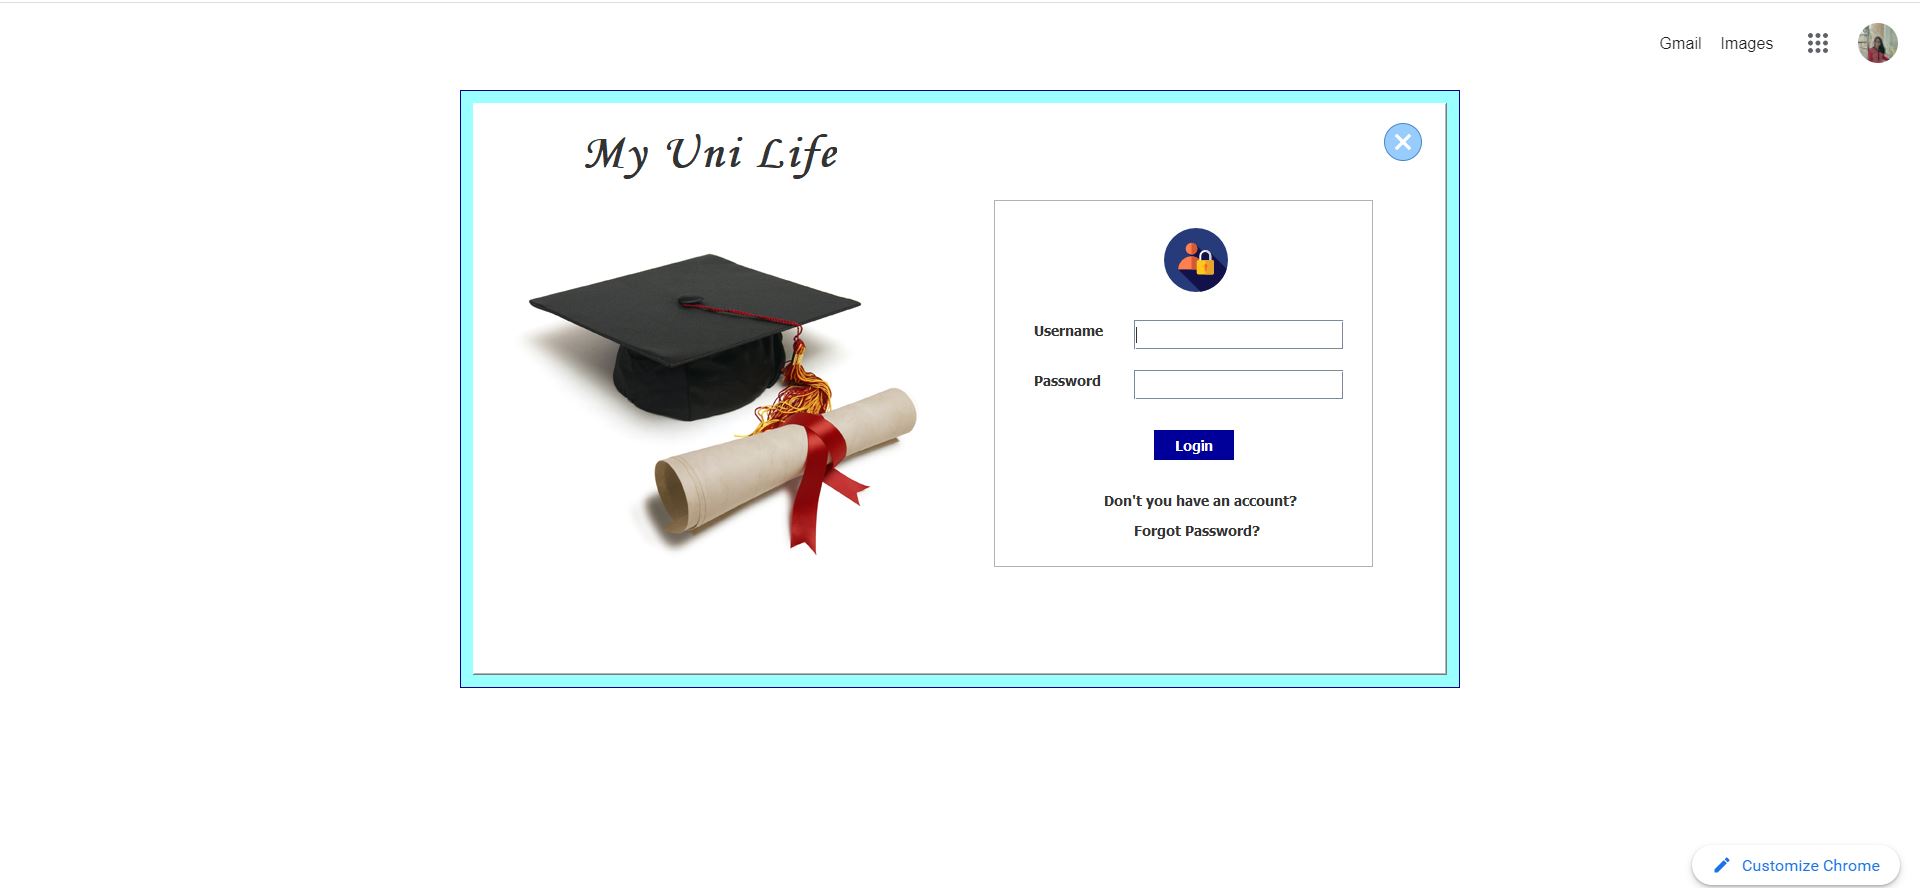 Gmail Images
My Uni Life
Username
Password
Login
Don't you have an account?
Forgot Password?
Customize Chrome